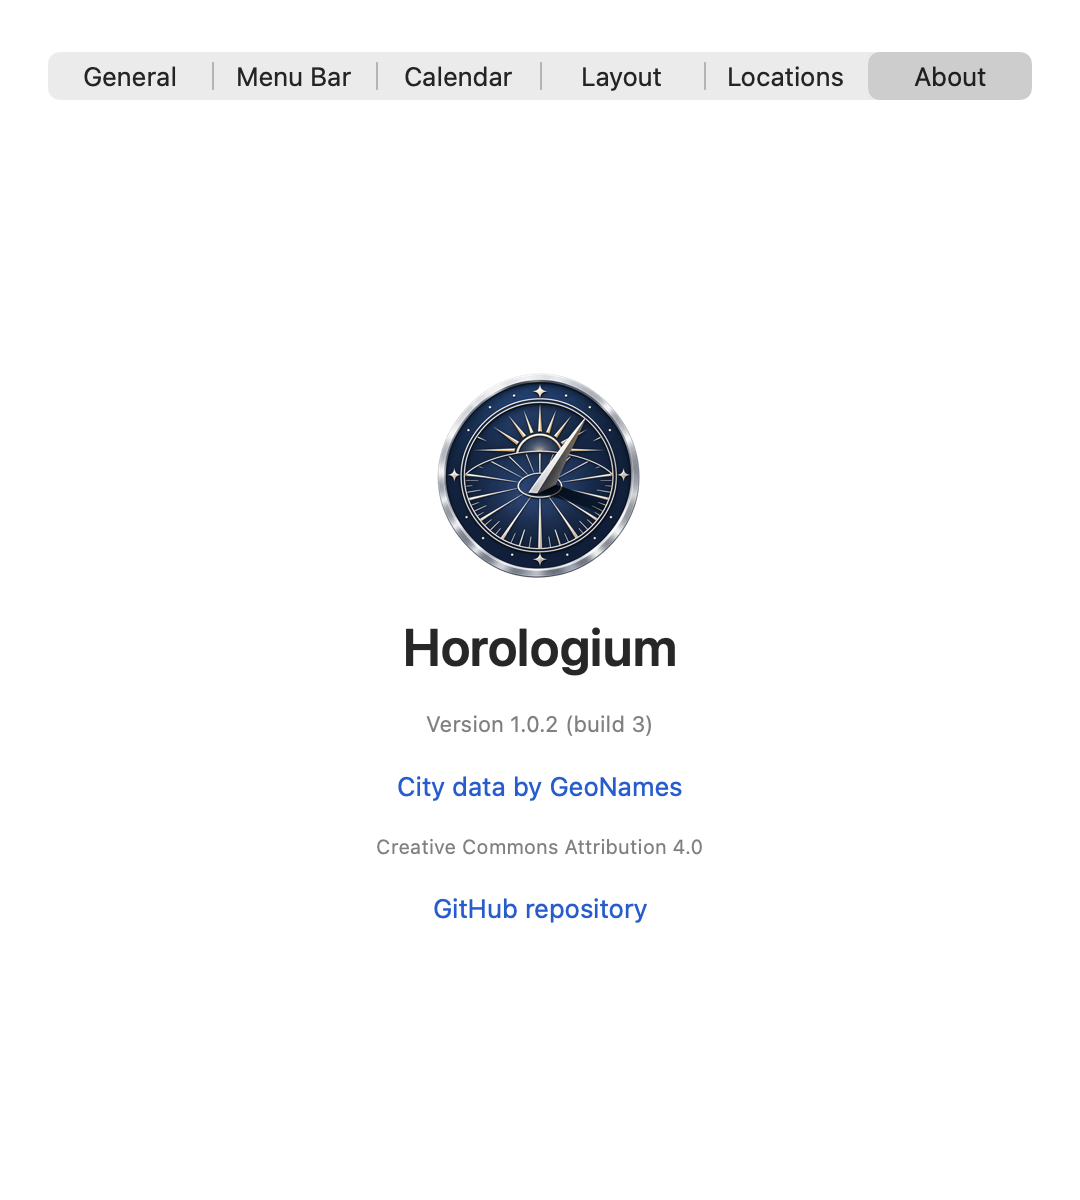 General
Menu Bar
Calendar
Layout
Locations
About
Horologium
Version 1.0.2 (build 3)
City data by GeoNames
Creative Commons Attribution 4.0
GitHub repository